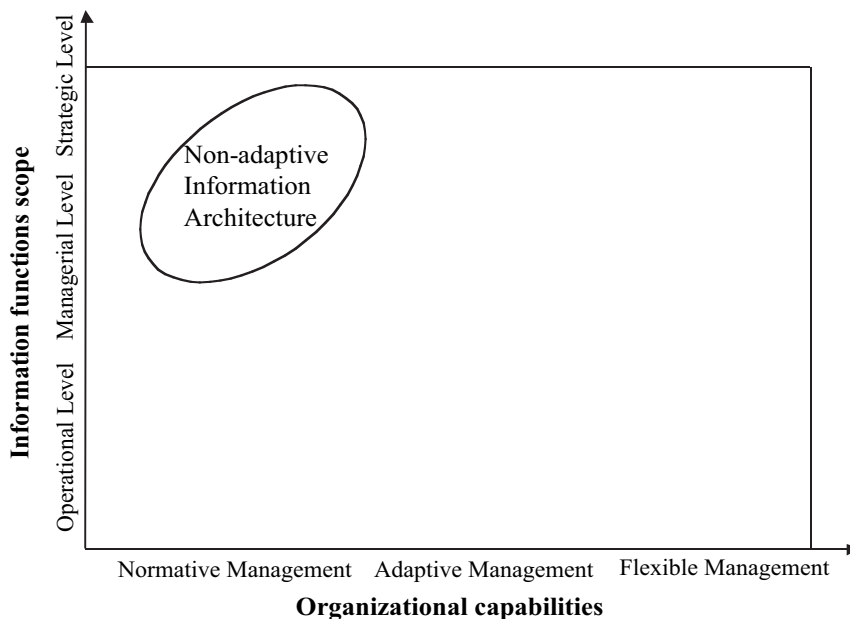 Information functions scope
Strategic Level
Managerial Level
Operational Level
Non-adaptive
Information
Architecture
Normative Management
Adaptive Management
Flexible Management
Organizational capabilities